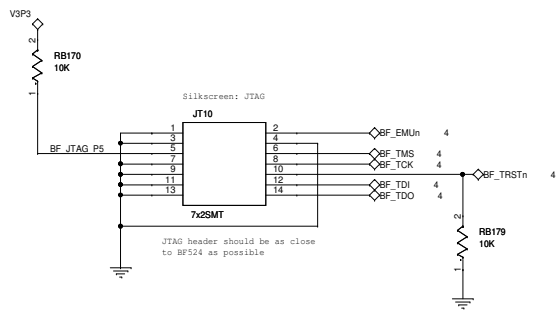 V3P3
2
RB170
10K
1
Silkscreen: JTAG
JT10
1 2 BF_EMUn 4
3 4
BF_JTAG_P5 5 6 BF_TMS 4
7 8 BF_TCK 4
9 10 BF_TRSTn 4
11 12 BF_TDI 4
13 14 BF_TDO 4
7x2SMT
JTAG header should be as close
to BF524 as possible
2
RB179
10K
1